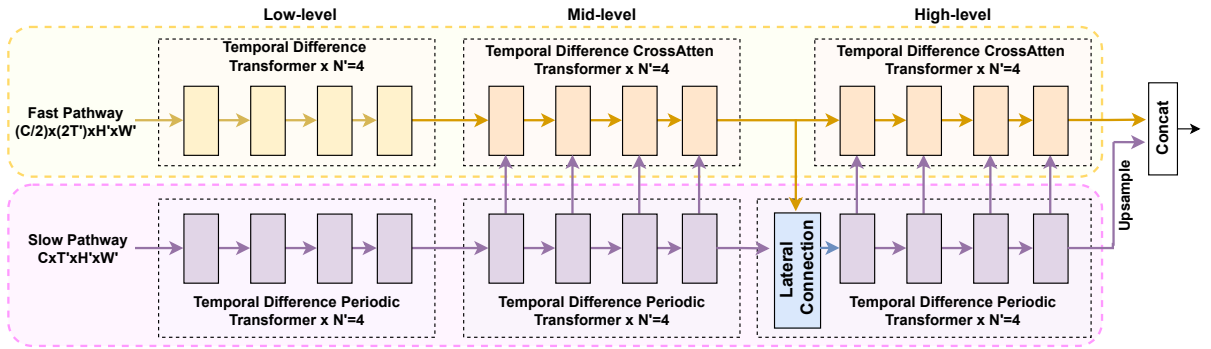 Low-level
Mid-level
High-level
Temporal Difference
Transformer x N'=4
Temporal Difference CrossAtten
Transformer x N'=4
Temporal Difference CrossAtten
Transformer x N'=4
Fast Pathway
(C/2)x(2T')xH'xW'
Concat
Upsample
Slow Pathway
CxT'xH'xW'
Lateral
Connection
Temporal Difference Periodic
Transformer x N'=4
Temporal Difference Periodic
Transformer x N'=4
Temporal Difference Periodic
Transformer x N'=4